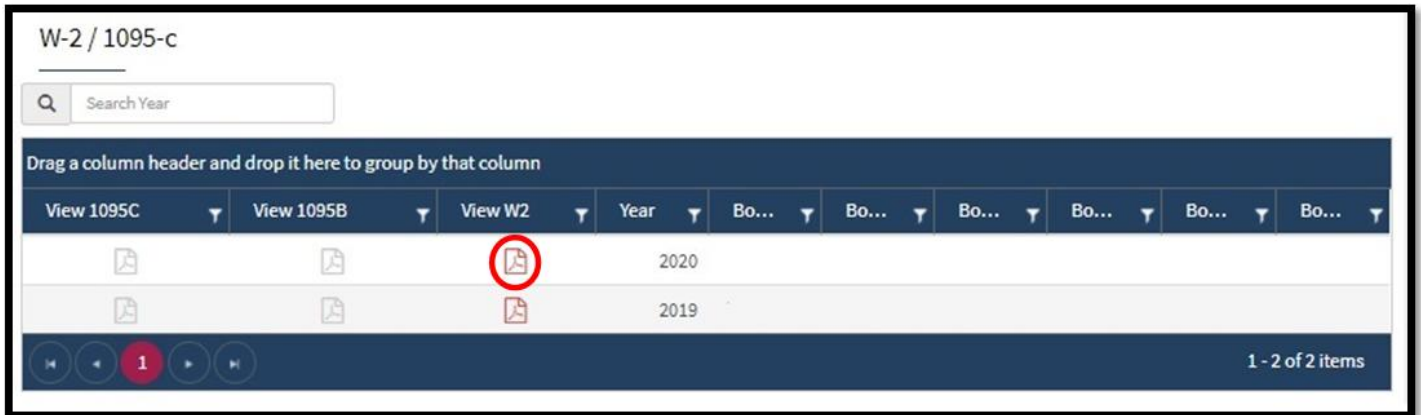 W-2 / 1095-c
Search Year
Drag a column header and drop it here to group by that column
View 1095C View 1095B View W2 Year Bo... Bo... Bo... Bo... Bo... Bo...
2020
2019
1 1 - 2 of 2 items